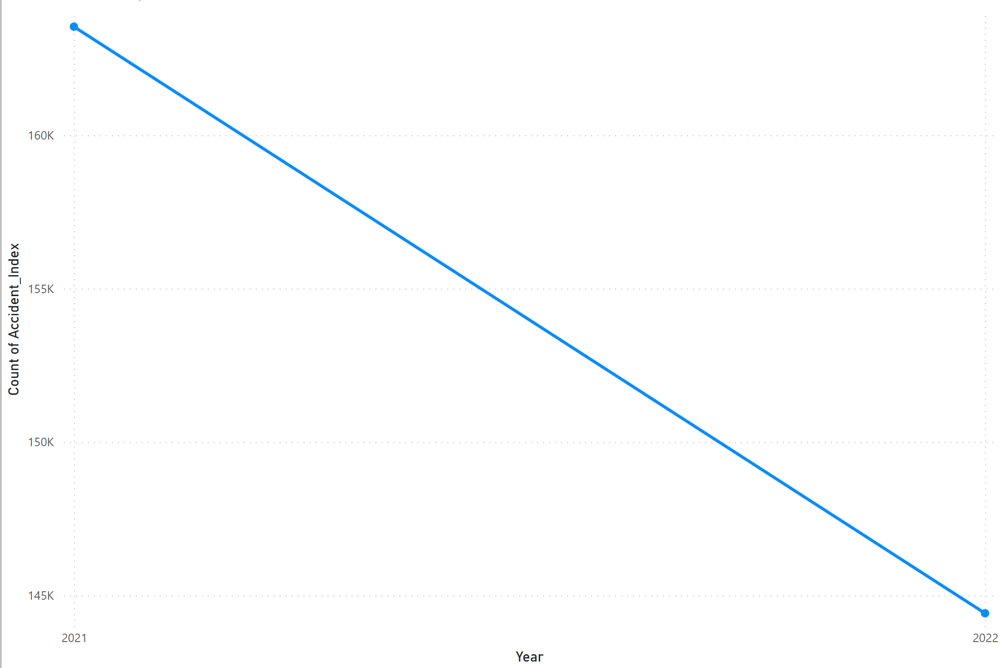 160K
155K
150K
145K
Count of Accident_Index
2021
2022
Year